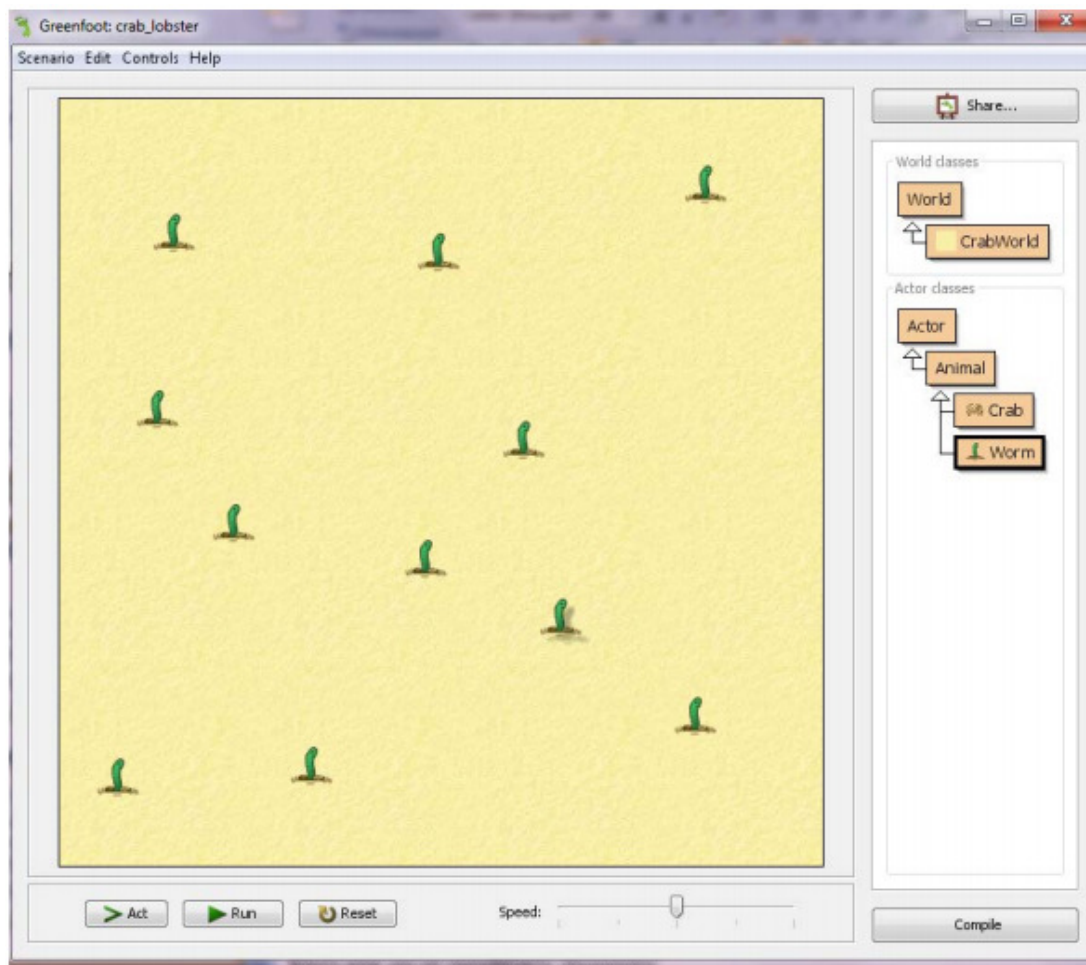 Greenfoot: crab_lobster
Scenario Edit Controls Help
Share...
World classes
World
CrabWorld
Actor classes
Actor
Animal
Crab
Worm
Act
Run
Reset
Speed:
Compile